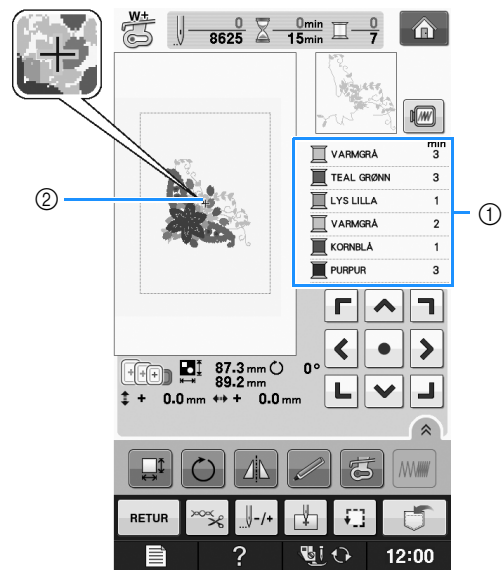 W+
0
8625
0min
15min
0
7
min
VARMGRÅ 3
TEAL GRØNN 3
LYS LILLA 1
VARMGRÅ 2
KORNBLÅ 1
PURPUR 3
①
②
87.3 mm 0°
89.2 mm
+ 0.0 mm + 0.0 mm
RETUR
-/+
?
12:00